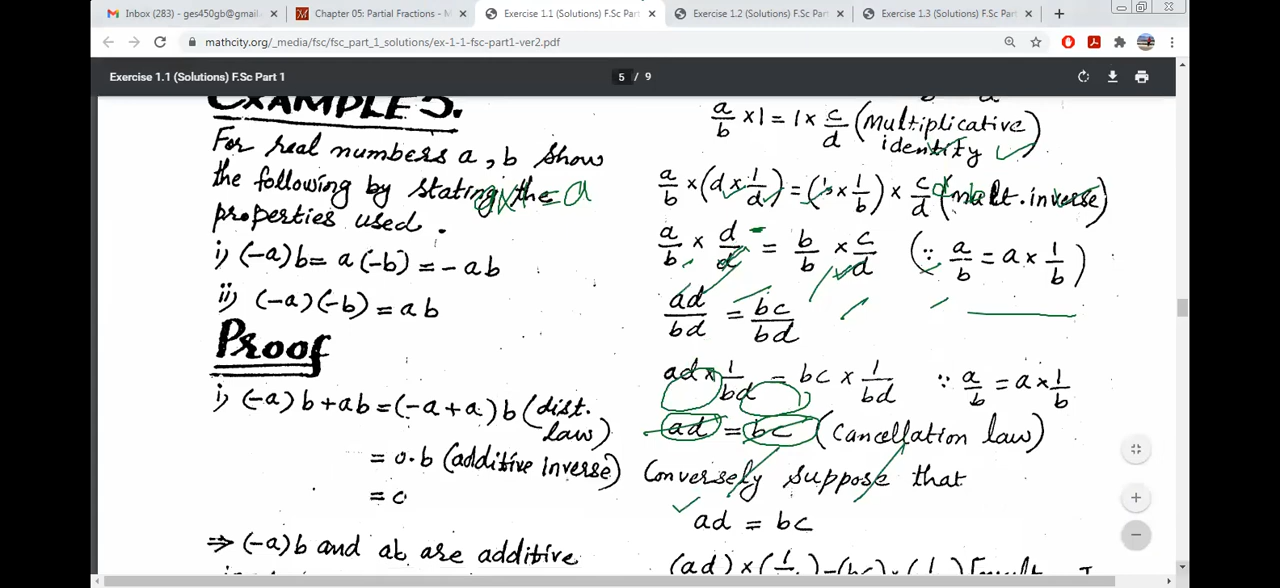 Inbox (283) - ges450gb@gmail.
Chapter 05: Partial Fractions - M
Exercise 1.1 (Solutions) F.Sc Part
Exercise 1.2 (Solutions) F.Sc Part
Exercise 1.3 (Solutions) F.Sc Part
mathcity.org/_media/fsc/fsc_part_1_solutions/ex-1-1-fsc-part1-ver2.pdf
Exercise 1.1 (Solutions) F.Sc Part 1
5 / 9
EXAMPLE 5.
For real numbers a, b show
the following by stating the
properties used.
i) (-a)b = a(-b) = -ab
ii) (-a)(-b) = ab
Proof
i) (-a)b + ab = (-a+a)b (dist. law)
= 0·b (additive inverse)
= 0
⇒ (-a)b and ab are additive
a/b × 1 = 1 × c/d (Multiplicative identity)
a/b × (d × 1/d) = (b × 1/b) × c/d (mult. inverse)
a/b × d/d = b/b × c/d (∵ a/b = a × 1/b)
ad/bd = bc/bd
ad × 1/bd = bc × 1/bd ∵ a/b = a × 1/b
ad = bc (Cancellation law)
Conversely suppose that
ad = bc